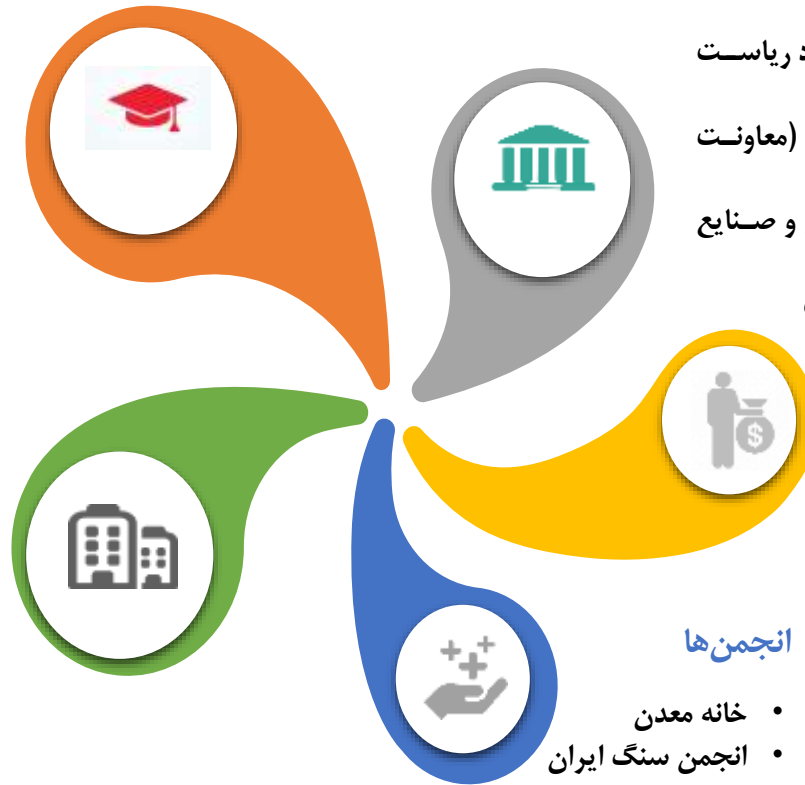 د ریاست
(معاونت
و صنایع
انجمن‌ها
• خانه معدن
• انجمن سنگ ایران